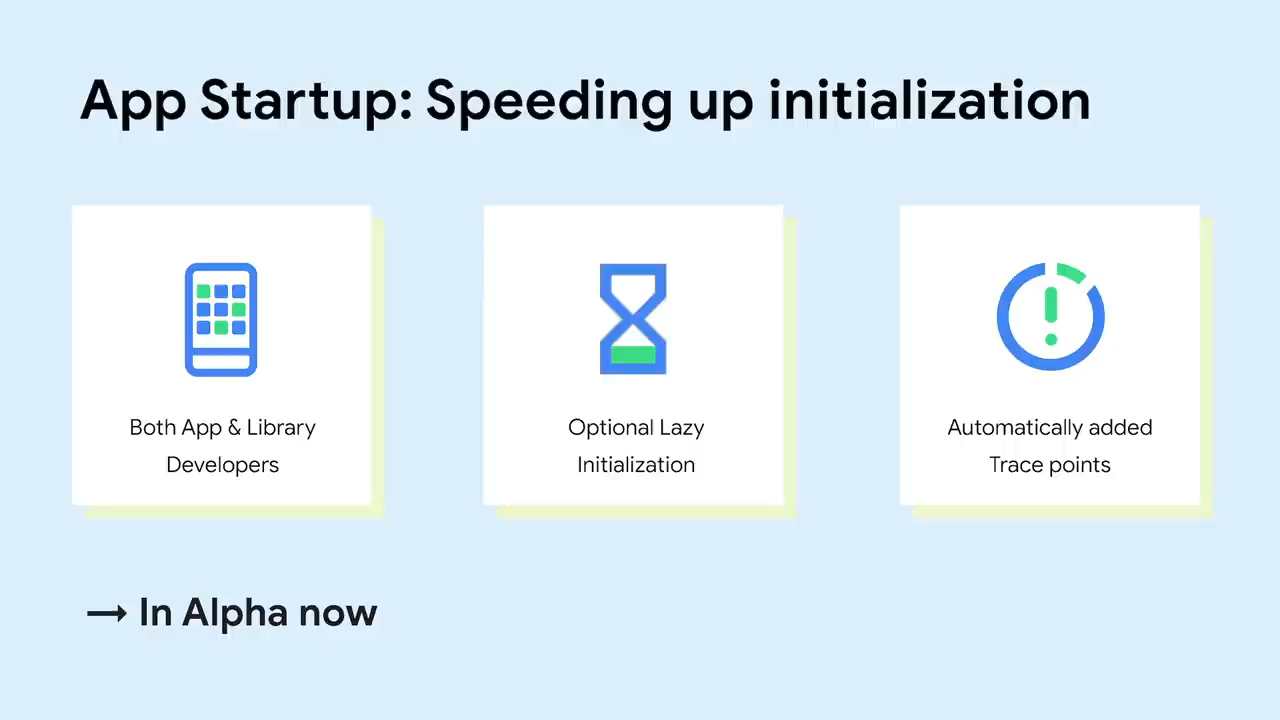 App Startup: Speeding up initialization
Both App & Library
Developers
Optional Lazy
Initialization
Automatically added
Trace points
→ In Alpha now